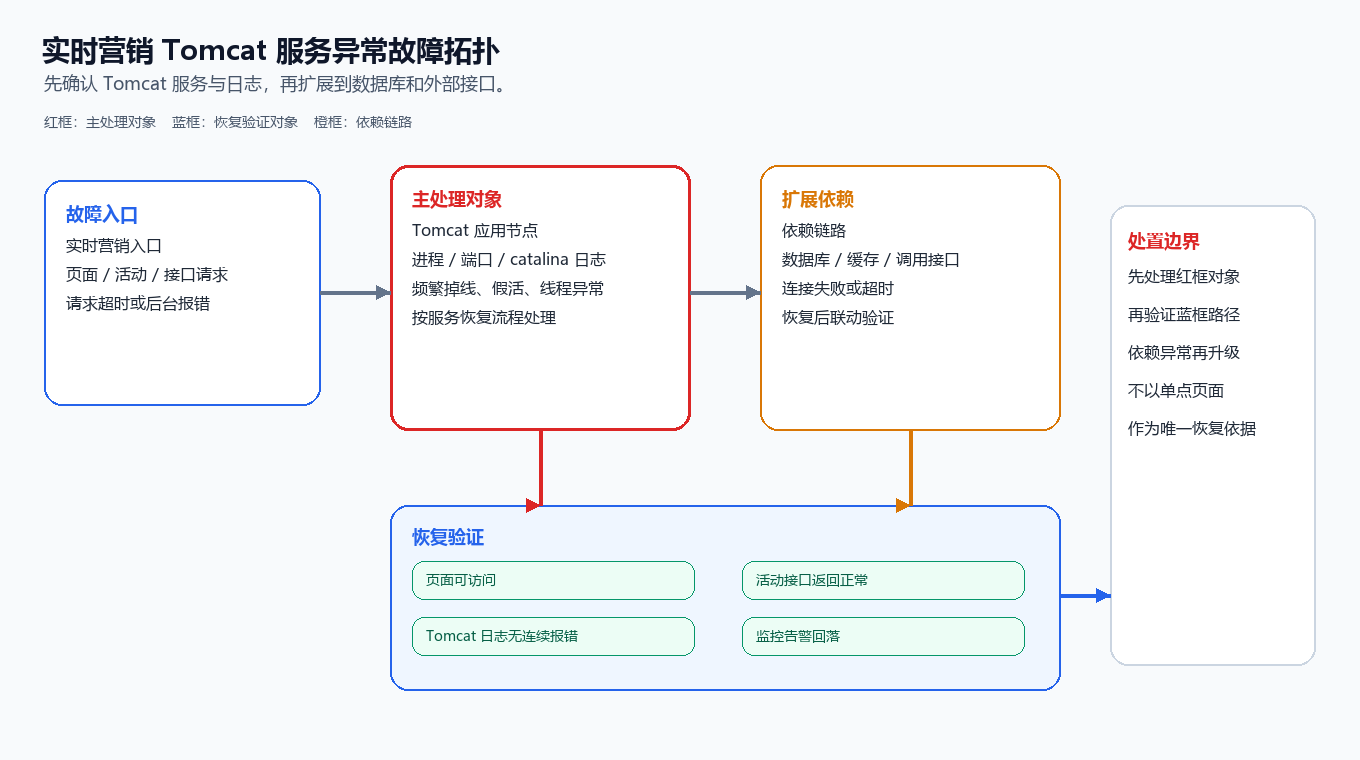 实时营销 Tomcat 服务异常故障拓扑
先确认 Tomcat 服务与日志，再扩展到数据库和外部接口。
红框：主处理对象 蓝框：恢复验证对象 橙框：依赖链路
故障入口
实时营销入口
页面 / 活动 / 接口请求
请求超时或后台报错
主处理对象
Tomcat 应用节点
进程 / 端口 / catalina 日志
频繁掉线、假活、线程异常
按服务恢复流程处理
扩展依赖
依赖链路
数据库 / 缓存 / 调用接口
连接失败或超时
恢复后联动验证
处置边界
先处理红框对象
再验证蓝框路径
依赖异常再升级
不以单点页面
作为唯一恢复依据
恢复验证
页面可访问
活动接口返回正常
Tomcat 日志无连续报错
监控告警回落